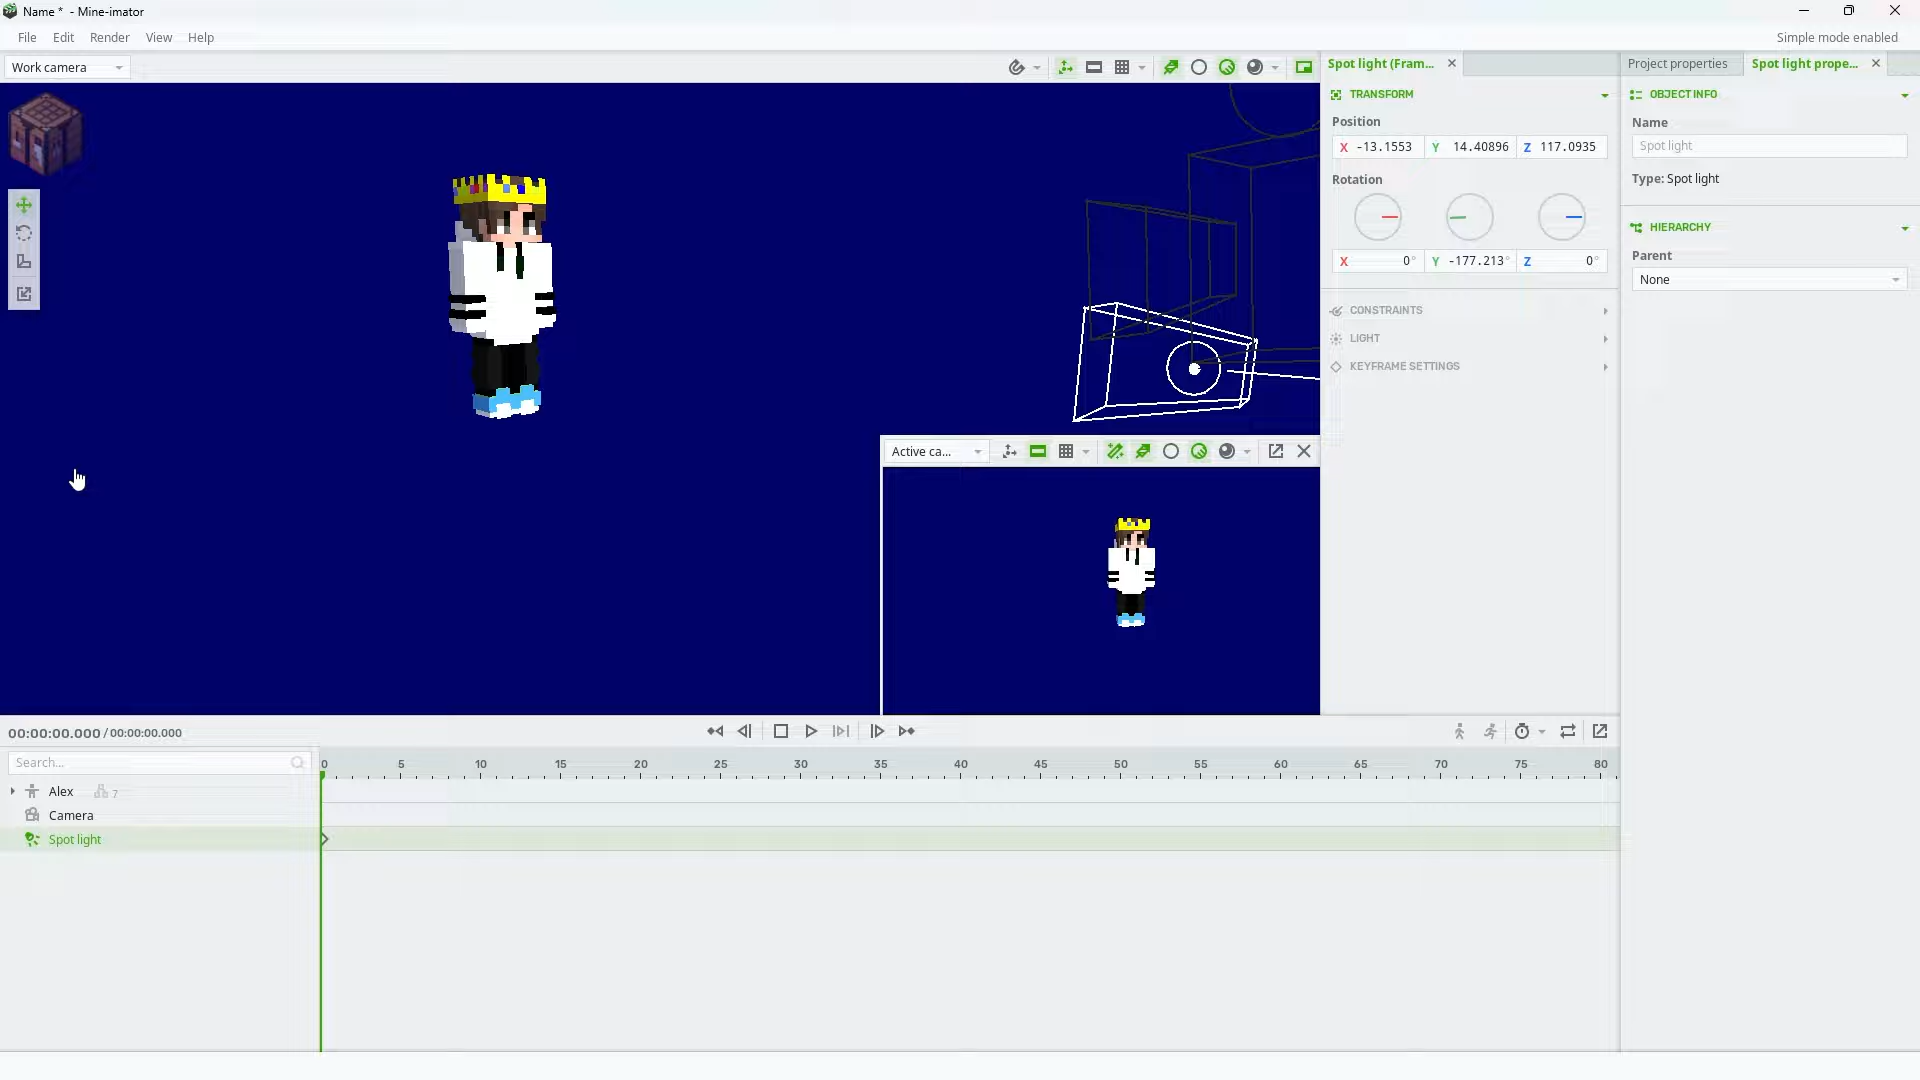 Name * - Mine-imator
File Edit Render View Help
Simple mode enabled
Work camera
Spot light (Fram...
Project properties
Spot light prope...
TRANSFORM
Position
X -13.1553 Y 14.40896 Z 117.0935
Rotation
X 0° Y -177.213° Z 0°
CONSTRAINTS
LIGHT
KEYFRAME SETTINGS
OBJECT INFO
Name
Spot light
Type: Spot light
HIERARCHY
Parent
None
Active ca...
00:00:00.000 / 00:00:00.000
Search...
0 5 10 15 20 25 30 35 40 45 50 55 60 65 70 75 80
Alex 7
Camera
Spot light